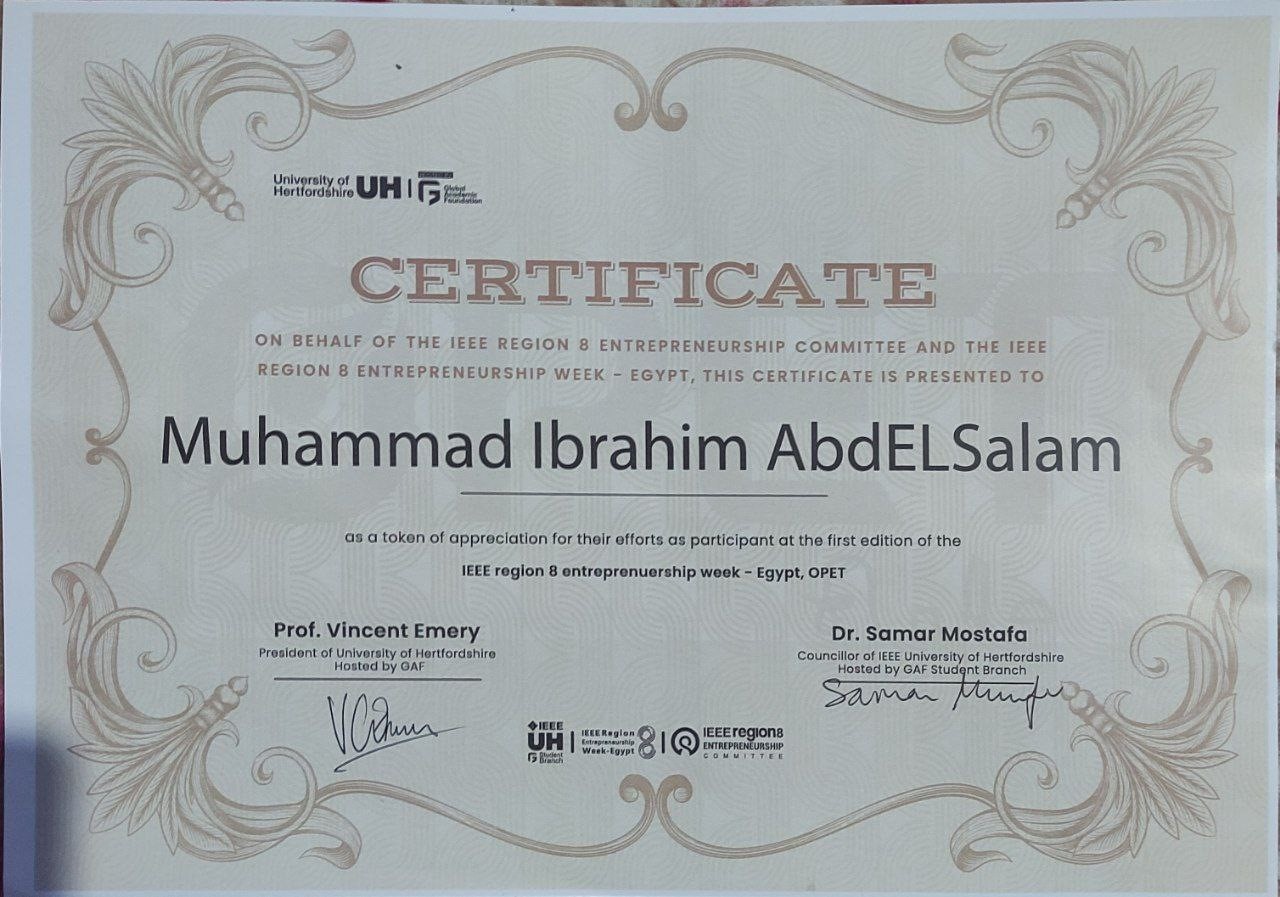 University of
Hertfordshire UH
Global
Academic
Foundation
CERTIFICATE
ON BEHALF OF THE IEEE REGION 8 ENTREPRENEURSHIP COMMITTEE AND THE IEEE
REGION 8 ENTREPRENEURSHIP WEEK - EGYPT, THIS CERTIFICATE IS PRESENTED TO
Muhammad Ibrahim AbdELSalam
as a token of appreciation for their efforts as participant at the first edition of the
IEEE region 8 entreprenuership week - Egypt, OPET
Prof. Vincent Emery
President of University of Hertfordshire
Hosted by GAF
Dr. Samar Mostafa
Councillor of IEEE University of Hertfordshire
Hosted by GAF Student Branch
Samar
IEEE
UH
Student
Branch
IEEE Region
Entrepreneurship
Week-Egypt
8
IEEE region8
ENTREPRENEURSHIP
COMMITTEE